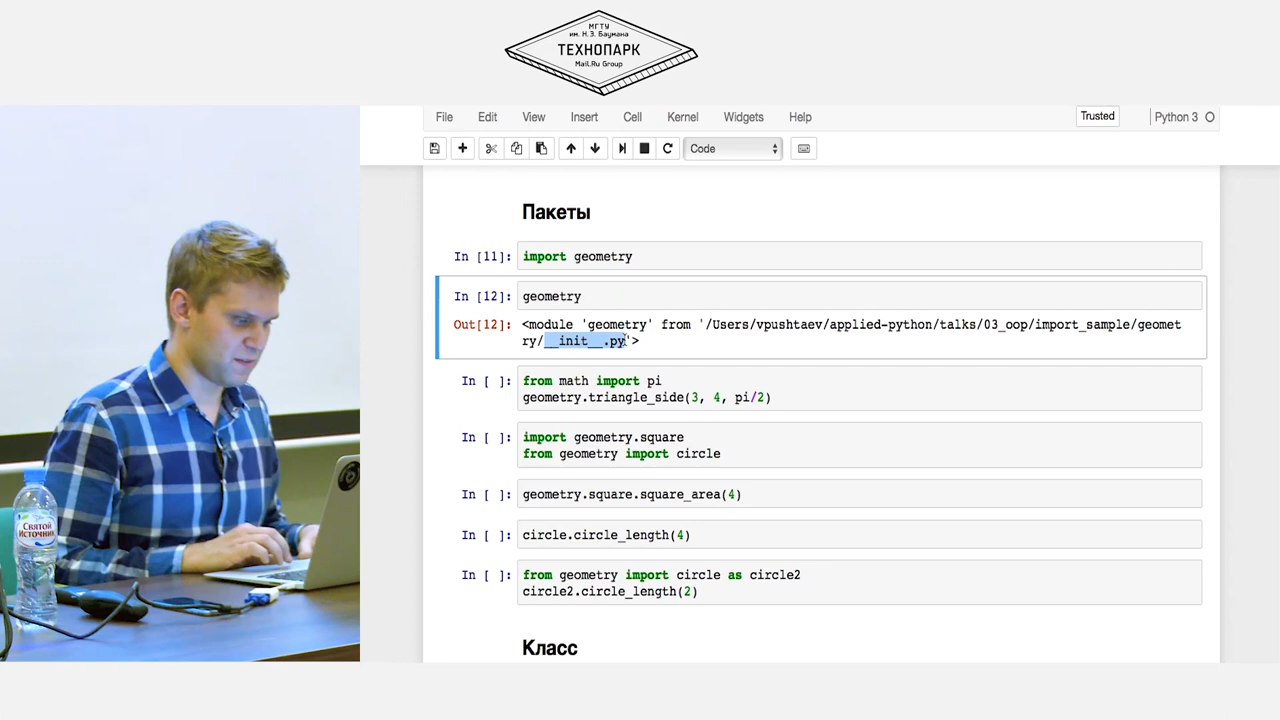 МГТУ
им. Н.Э. Баумана
ТЕХНОПАРК
Mail.Ru Group
File Edit View Insert Cell Kernel Widgets Help
Trusted
Python 3
Code
Пакеты
In [11]: import geometry
In [12]: geometry
Out[12]: <module 'geometry' from '/Users/vpushtaev/applied-python/talks/03_oop/import_sample/geomet
ry/__init__.py'>
In [ ]: from math import pi
geometry.triangle_side(3, 4, pi/2)
In [ ]: import geometry.square
from geometry import circle
In [ ]: geometry.square.square_area(4)
In [ ]: circle.circle_length(4)
In [ ]: from geometry import circle as circle2
circle2.circle_length(2)
Класс
СВЯТОЙ
ИСТОЧНИК